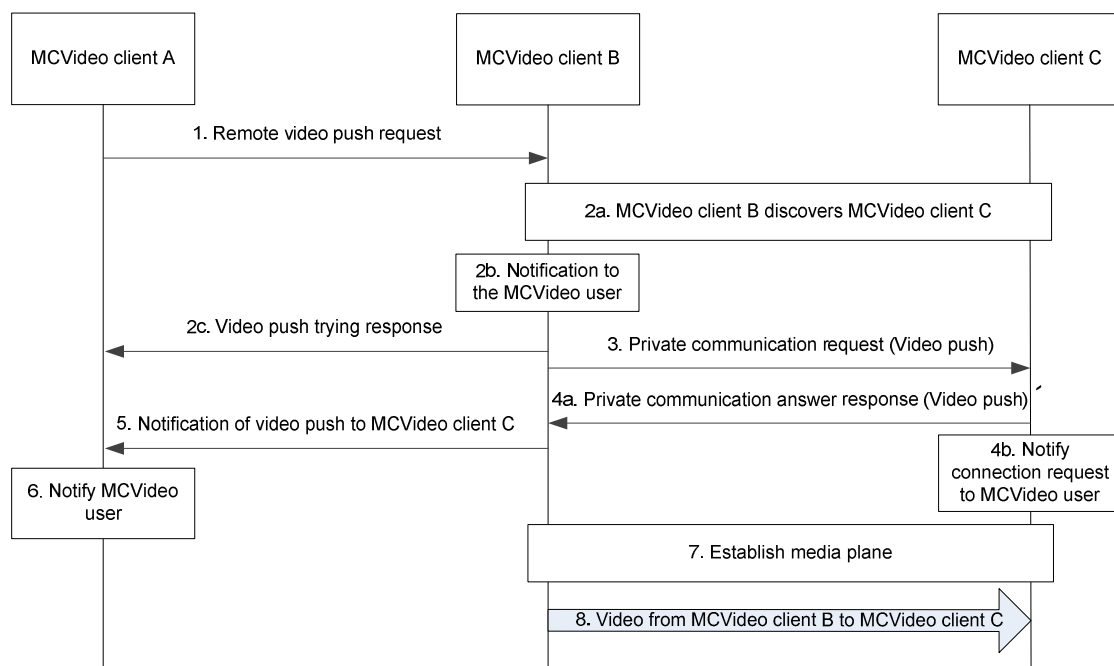 MCVideo client A
MCVideo client B
MCVideo client C
1. Remote video push request
2a. MCVideo client B discovers MCVideo client C
2b. Notification to
the MCVideo user
2c. Video push trying response
3. Private communication request (Video push)
4a. Private communication answer response (Video push)
5. Notification of video push to MCVideo client C
4b. Notify
connection request
to MCVideo user
6. Notify MCVideo
user
7. Establish media plane
8. Video from MCVideo client B to MCVideo client C